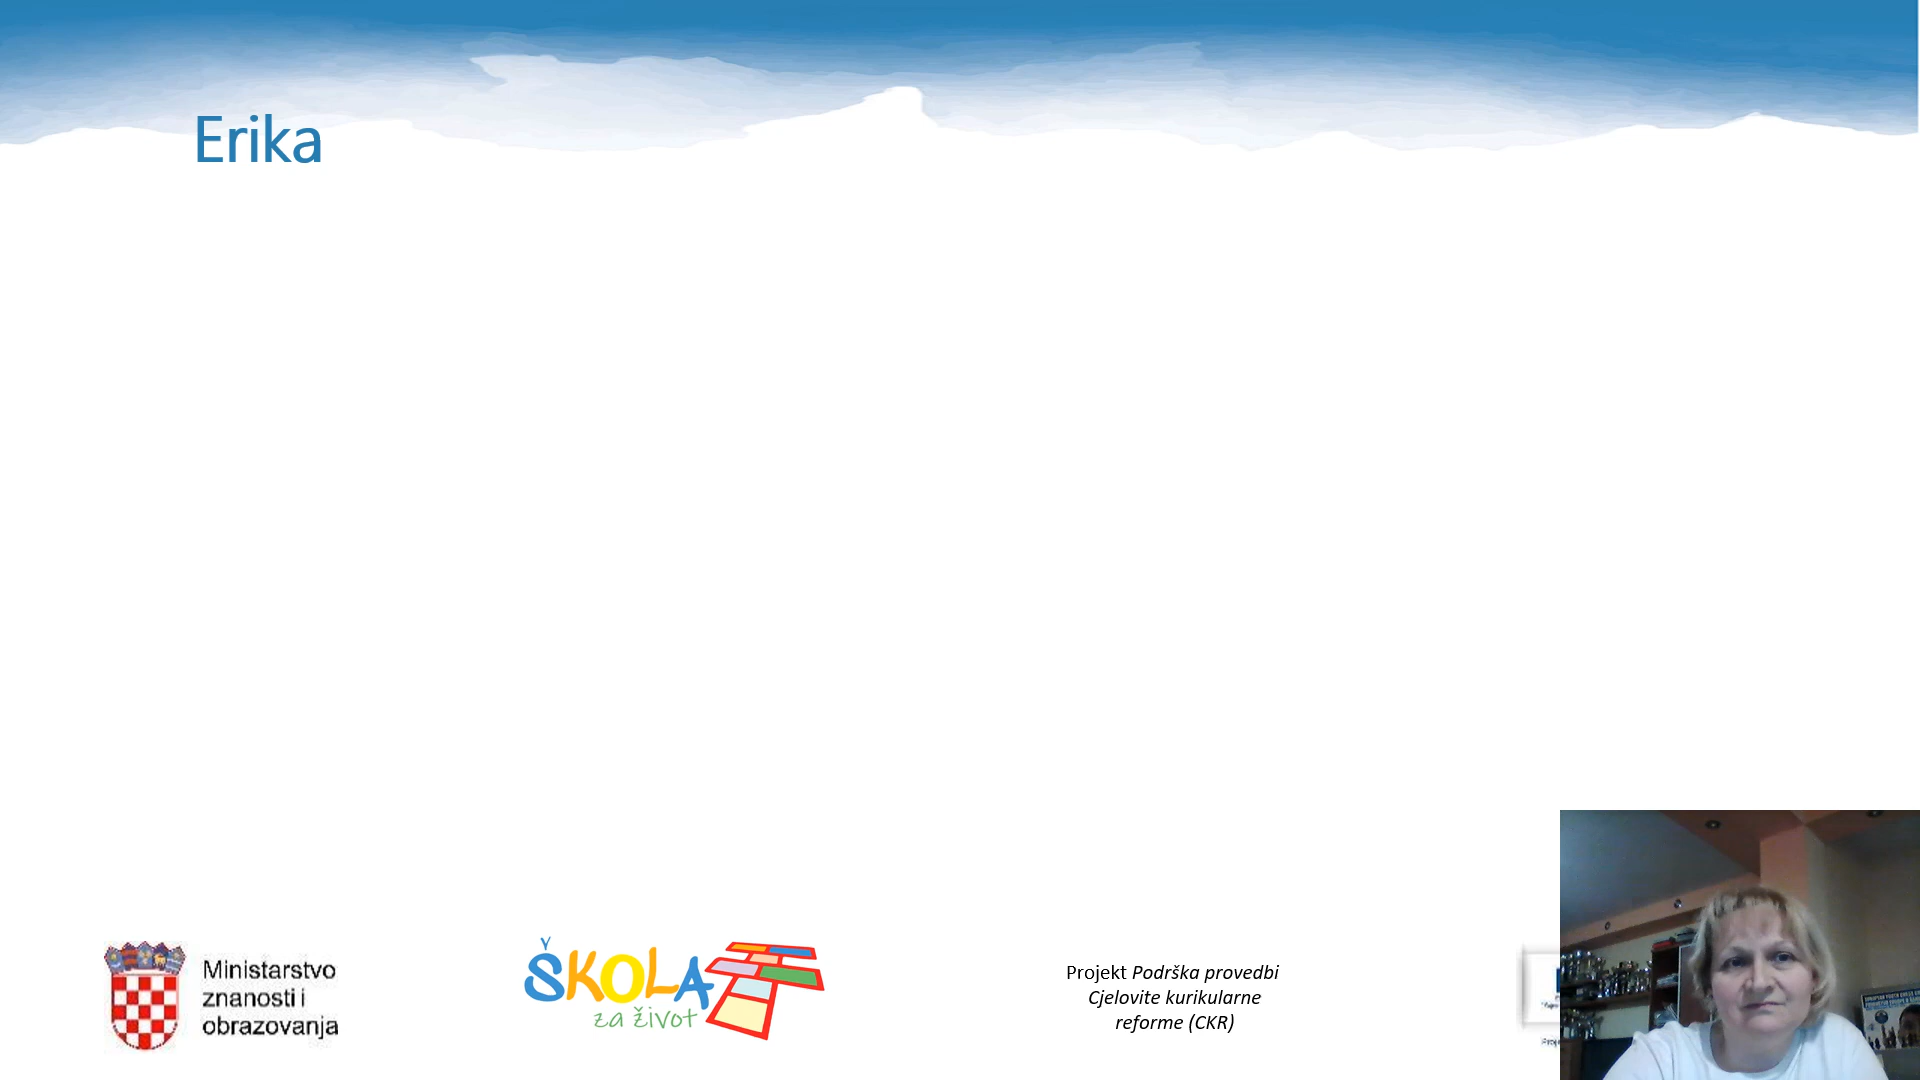 Erika
Ministarstvo
znanosti i
obrazovanja
ŠKOLA
za život
Projekt Podrška provedbi
Cjelovite kurikularne
reforme (CKR)